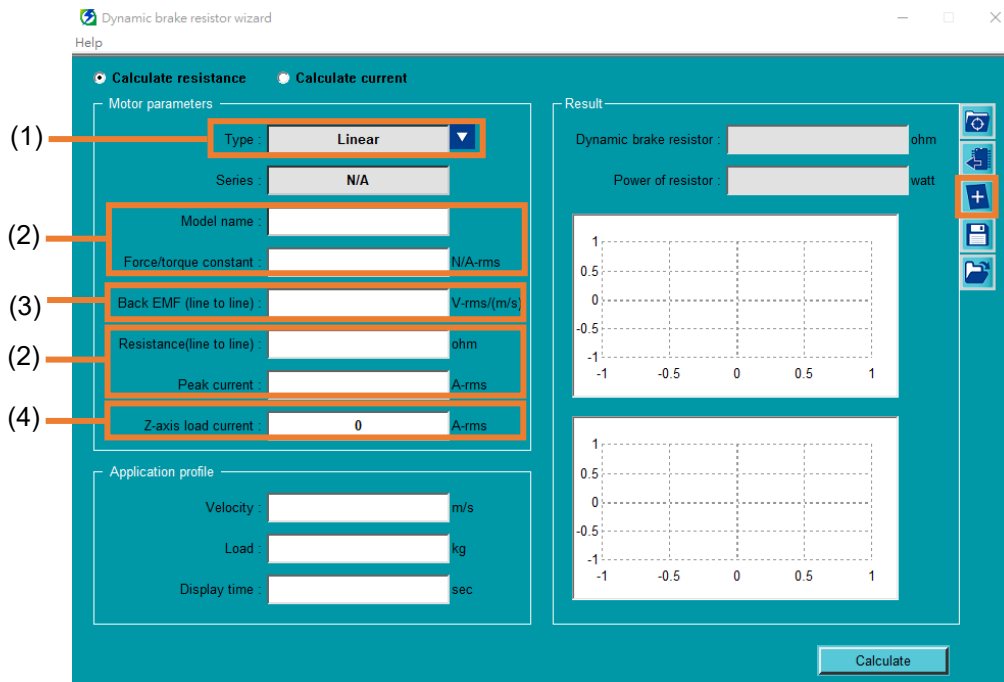 Dynamic brake resistor wizard
Help
Calculate resistance Calculate current
Motor parameters
(1)
Type : Linear
Series : N/A
(2)
Model name :
Force/torque constant : N/A-rms
(3)
Back EMF (line to line) : V-rms/(m/s)
(2)
Resistance(line to line) : ohm
Peak current : A-rms
(4)
Z-axis load current : 0 A-rms
Application profile
Velocity : m/s
Load : kg
Display time : sec
Result
Dynamic brake resistor : ohm
Power of resistor : watt
1
0.5
0
-0.5
-1
-1 -0.5 0 0.5 1
1
0.5
0
-0.5
-1
-1 -0.5 0 0.5 1
Calculate